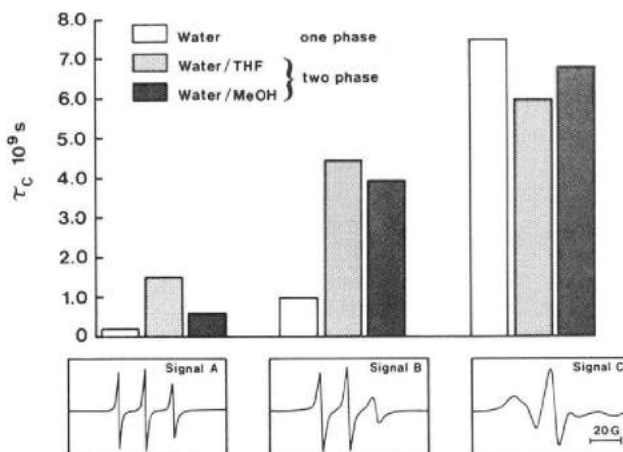 8.0
7.0
6.0
5.0
4.0
3.0
2.0
1.0
0
τC 10⁹ s
Water one phase
Water/THF
Water/MeOH
} two phase
Signal A
Signal B
Signal C
20G